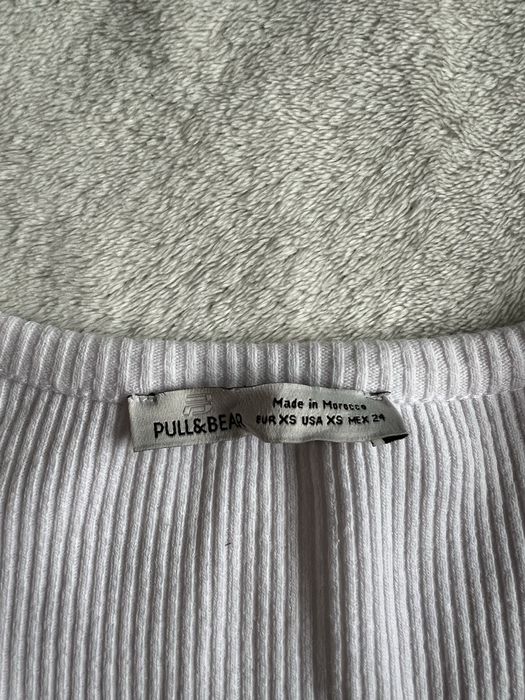 Made in Morocco
PULL&BEAR EUR XS USA XS MEX 24